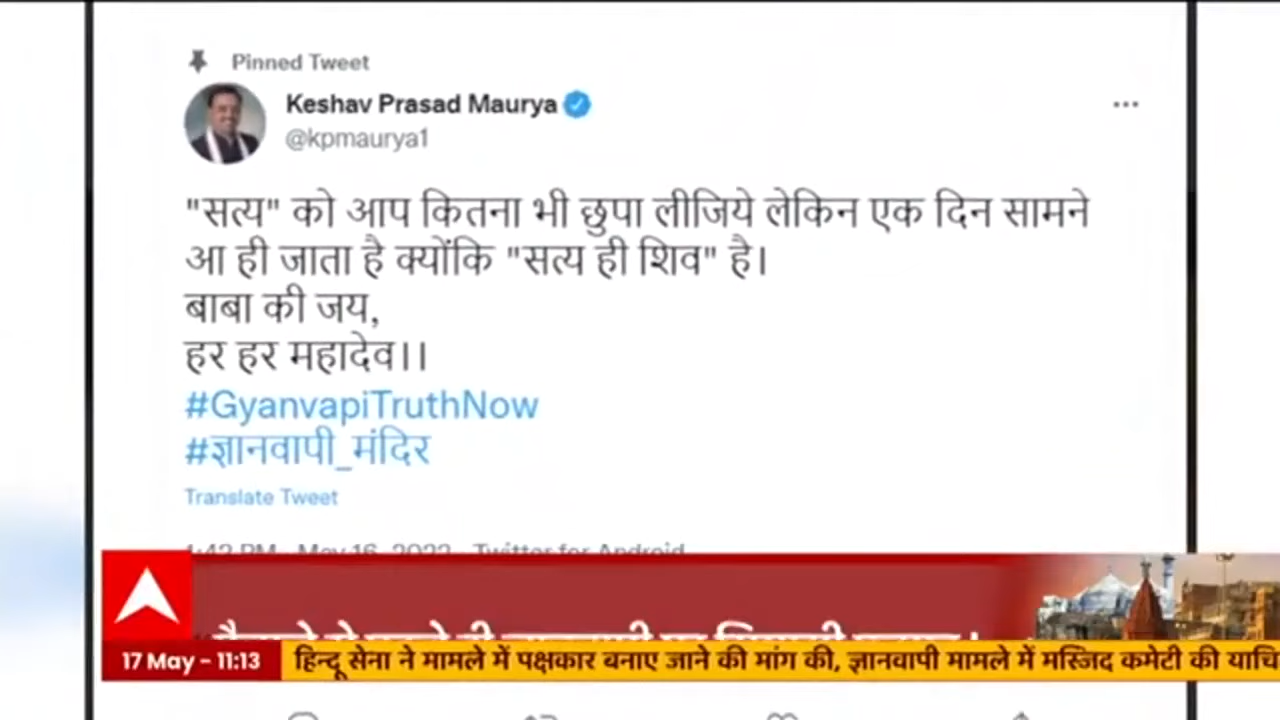 Pinned Tweet
Keshav Prasad Maurya
@kpmaurya1
"सत्य" को आप कितना भी छुपा लीजिये लेकिन एक दिन सामने
आ ही जाता है क्योंकि "सत्य ही शिव" है।
बाबा की जय,
हर हर महादेव।।
#GyanvapiTruthNow
#ज्ञानवापी_मंदिर
Translate Tweet
1:42 PM · May 16, 2022 · Twitter for Android
17 May - 11:13
हिन्दू सेना ने मामले में पक्षकार बनाए जाने की मांग की, ज्ञानवापी मामले में मस्जिद कमेटी की याचि